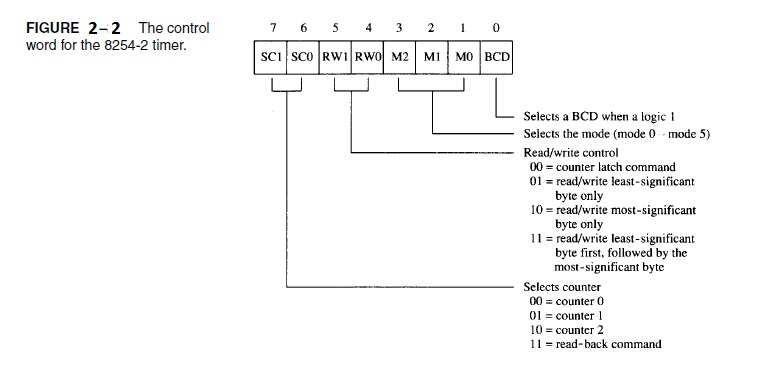 FIGURE 2–2 The control
word for the 8254-2 timer.
7 6 5 4 3 2 1 0
SC1 SC0 RW1 RW0 M2 M1 M0 BCD
Selects a BCD when a logic 1
Selects the mode (mode 0 - mode 5)
Read/write control
00 = counter latch command
01 = read/write least-significant
byte only
10 = read/write most-significant
byte only
11 = read/write least-significant
byte first, followed by the
most-significant byte
Selects counter
00 = counter 0
01 = counter 1
10 = counter 2
11 = read-back command